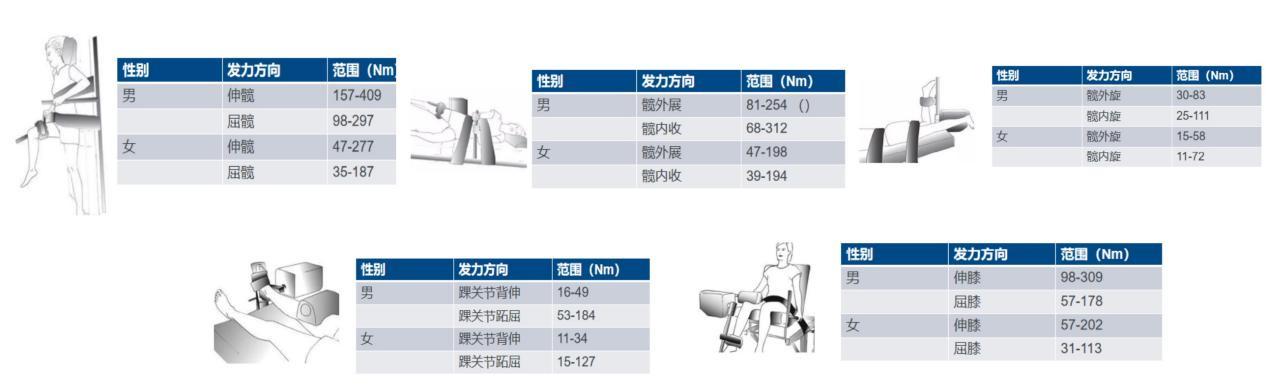 性别 发力方向 范围（Nm
男 伸髋 157-409
屈髋 98-297
女 伸髋 47-277
屈髋 35-187
性别 发力方向 范围（Nm）
男 髋外展 81-254 （）
髋内收 68-312
女 髋外展 47-198
髋内收 39-194
性别 发力方向 范围（Nm）
男 髋外旋 30-83
髋内旋 25-111
女 髋外旋 15-58
髋内旋 11-72
性别 发力方向 范围（Nm）
男 踝关节背伸 16-49
踝关节跖屈 53-184
女 踝关节背伸 11-34
踝关节跖屈 15-127
性别 发力方向 范围（Nm）
男 伸膝 98-309
屈膝 57-178
女 伸膝 57-202
屈膝 31-113